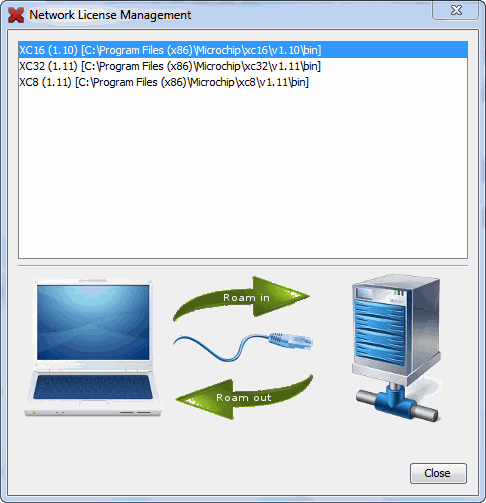 Network License Management
XC16 (1.10) [C:\Program Files (x86)\Microchip\xc16\v1.10\bin]
XC32 (1.11) [C:\Program Files (x86)\Microchip\xc32\v1.11\bin]
XC8 (1.11) [C:\Program Files (x86)\Microchip\xc8\v1.11\bin]
Roam in
Roam out
Close